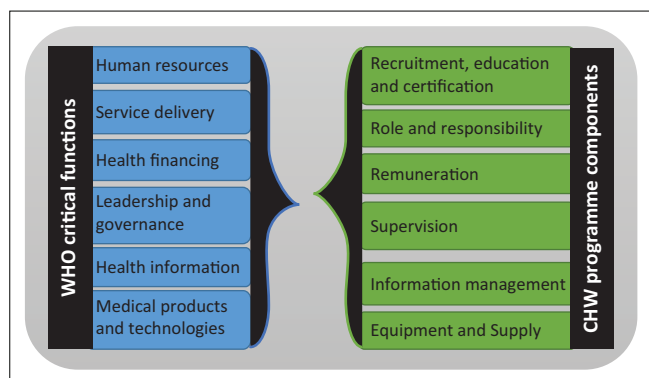 WHO critical functions
Human resources
Service delivery
Health financing
Leadership and
governance
Health information
Medical products
and technologies
Recruitment, education
and certification
Role and responsibility
Remuneration
Supervision
Information management
Equipment and Supply
CHW programme components